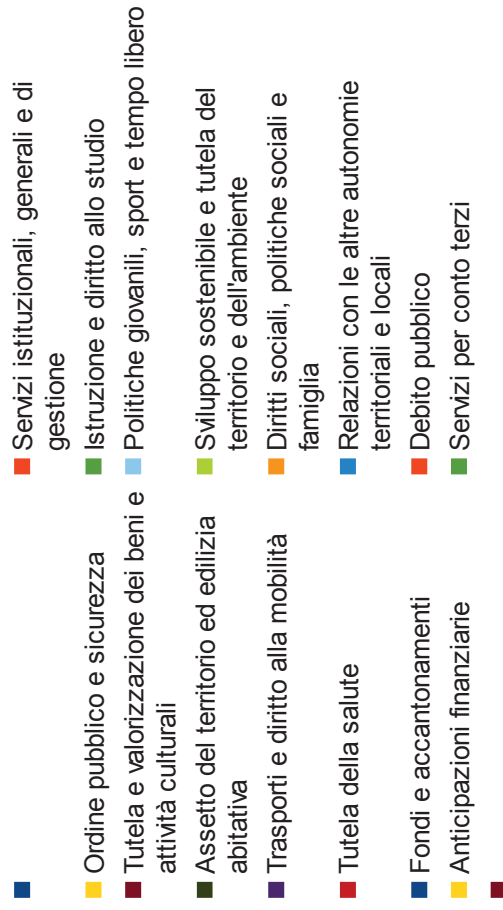 Servizi istituzionali, generali e di
gestione
Ordine pubblico e sicurezza
Istruzione e diritto allo studio
Tutela e valorizzazione dei beni e
attività culturali
Politiche giovanili, sport e tempo libero
Assetto del territorio ed edilizia
abitativa
Sviluppo sostenibile e tutela del
territorio e dell'ambiente
Trasporti e diritto alla mobilità
Diritti sociali, politiche sociali e
famiglia
Tutela della salute
Relazioni con le altre autonomie
territoriali e locali
Fondi e accantonamenti
Debito pubblico
Anticipazioni finanziarie
Servizi per conto terzi